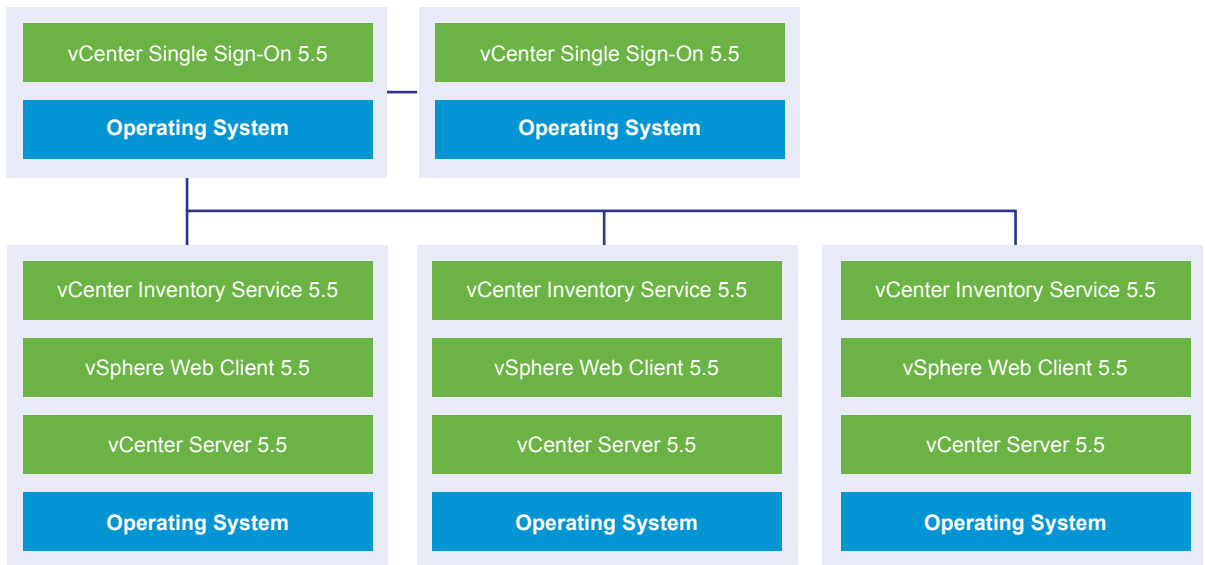 vCenter Single Sign-On 5.5
Operating System
vCenter Single Sign-On 5.5
Operating System
vCenter Inventory Service 5.5
vSphere Web Client 5.5
vCenter Server 5.5
Operating System
vCenter Inventory Service 5.5
vSphere Web Client 5.5
vCenter Server 5.5
Operating System
vCenter Inventory Service 5.5
vSphere Web Client 5.5
vCenter Server 5.5
Operating System